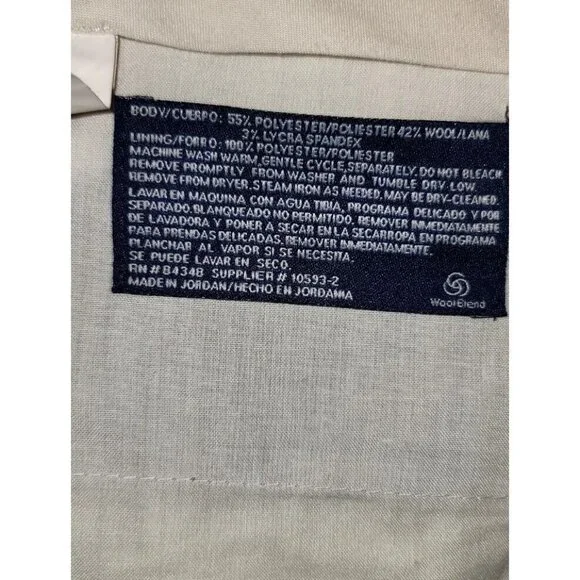 BODY/CUERPO: 55% POLYESTER/POLIESTER 42% WOOL/LANA
3% LYCRA SPANDEX
LINING/FORRO: 100% POLYESTER/POLIESTER
MACHINE WASH WARM, GENTLE CYCLE, SEPARATELY. DO NOT BLEACH
REMOVE PROMPTLY FROM WASHER AND TUMBLE DRY LOW.
REMOVE FROM DRYER. STEAM IRON AS NEEDED. MAY BE DRY-CLEANED.
LAVAR EN MAQUINA CON AGUA TIBIA, PROGRAMA DELICADO Y POR
SEPARADO. BLANQUEADO NO PERMITIDO. REMOVER INMEDIATAMENTE
DE LAVADORA Y PONER A SECAR EN LA SECARROPA EN PROGRAMA
PARA PRENDAS DELICADAS. REMOVER INMEDIATAMENTE.
PLANCHAR AL VAPOR SI SE NECESITA.
SE PUEDE LAVAR EN SECO.
RN # 84348 SUPPLIER # 10593-2
MADE IN JORDAN/HECHO EN JORDANIA
Wool Blend